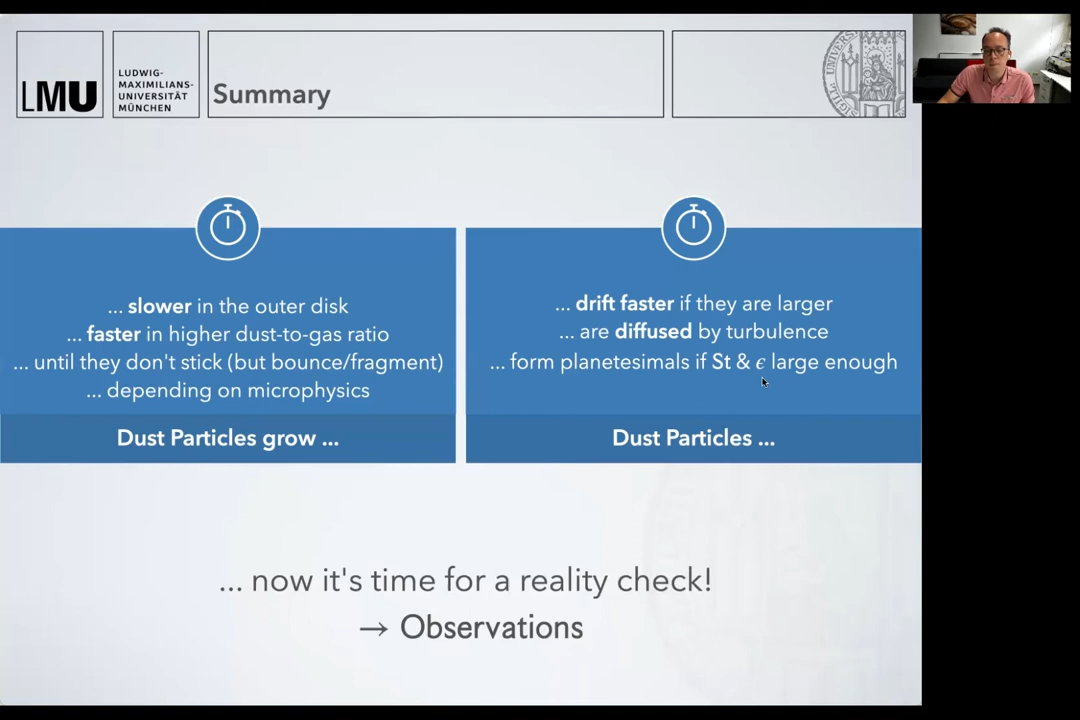 LMU
LUDWIG-
MAXIMILIANS-
UNIVERSITÄT
MÜNCHEN
Summary
... slower in the outer disk
... faster in higher dust-to-gas ratio
... until they don't stick (but bounce/fragment)
... depending on microphysics
Dust Particles grow ...
... drift faster if they are larger
... are diffused by turbulence
... form planetesimals if St & ϵ large enough
Dust Particles ...
... now it's time for a reality check!
→ Observations